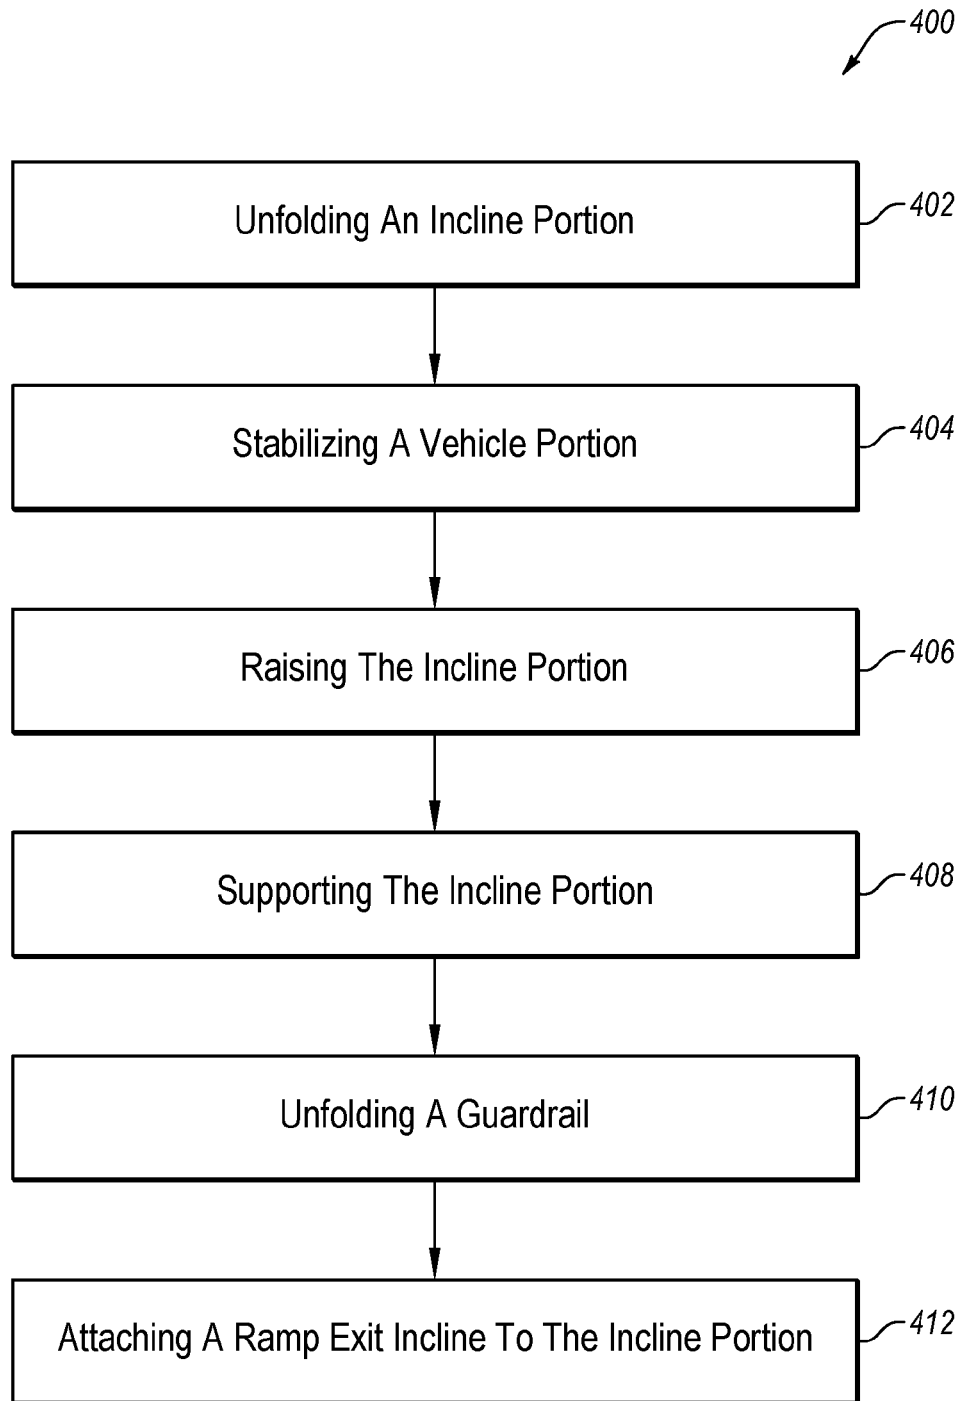 400
Unfolding An Incline Portion
402
Stabilizing A Vehicle Portion
404
Raising The Incline Portion
406
Supporting The Incline Portion
408
Unfolding A Guardrail
410
Attaching A Ramp Exit Incline To The Incline Portion
412